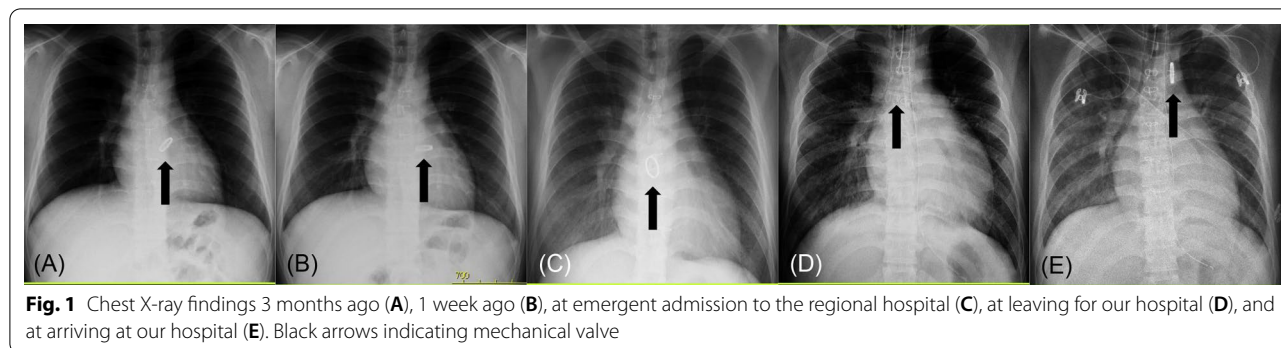 (A)
(B)
700
(C)
(D)
(E)
Fig. 1 Chest X-ray findings 3 months ago (A), 1 week ago (B), at emergent admission to the regional hospital (C), at leaving for our hospital (D), and
at arriving at our hospital (E). Black arrows indicating mechanical valve